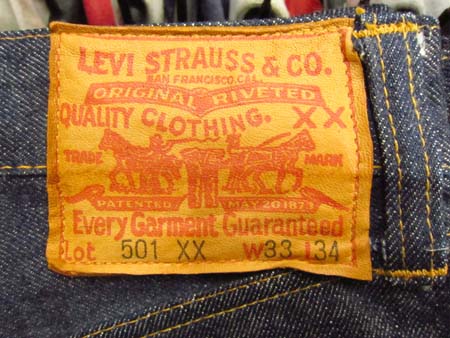 LEVI STRAUSS & CO.
SAN FRANCISCO, CAL.
ORIGINAL RIVETED
QUALITY CLOTHING. XX
TRADE MARK
PATENTED MAY 20 1873
Every Garment Guaranteed
Lot 501 XX W33 L34